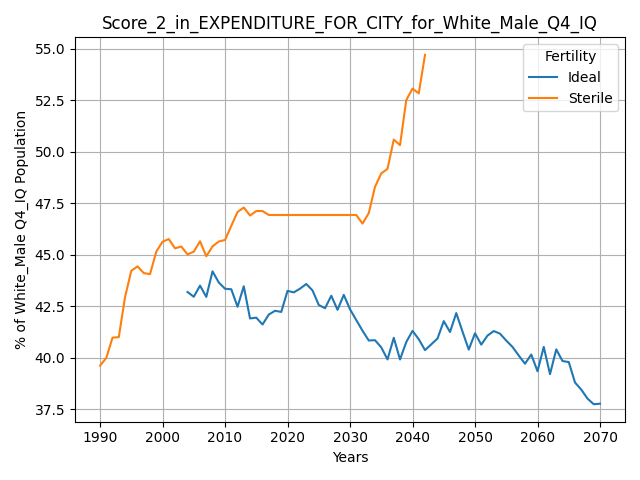 Score_2_in_EXPENDITURE_FOR_CITY_for_White_Male_Q4_IQ
Fertility
Ideal
Sterile
% of White_Male Q4_IQ Population
55.0
52.5
50.0
47.5
45.0
42.5
40.0
37.5
1990 2000 2010 2020 2030 2040 2050 2060 2070
Years